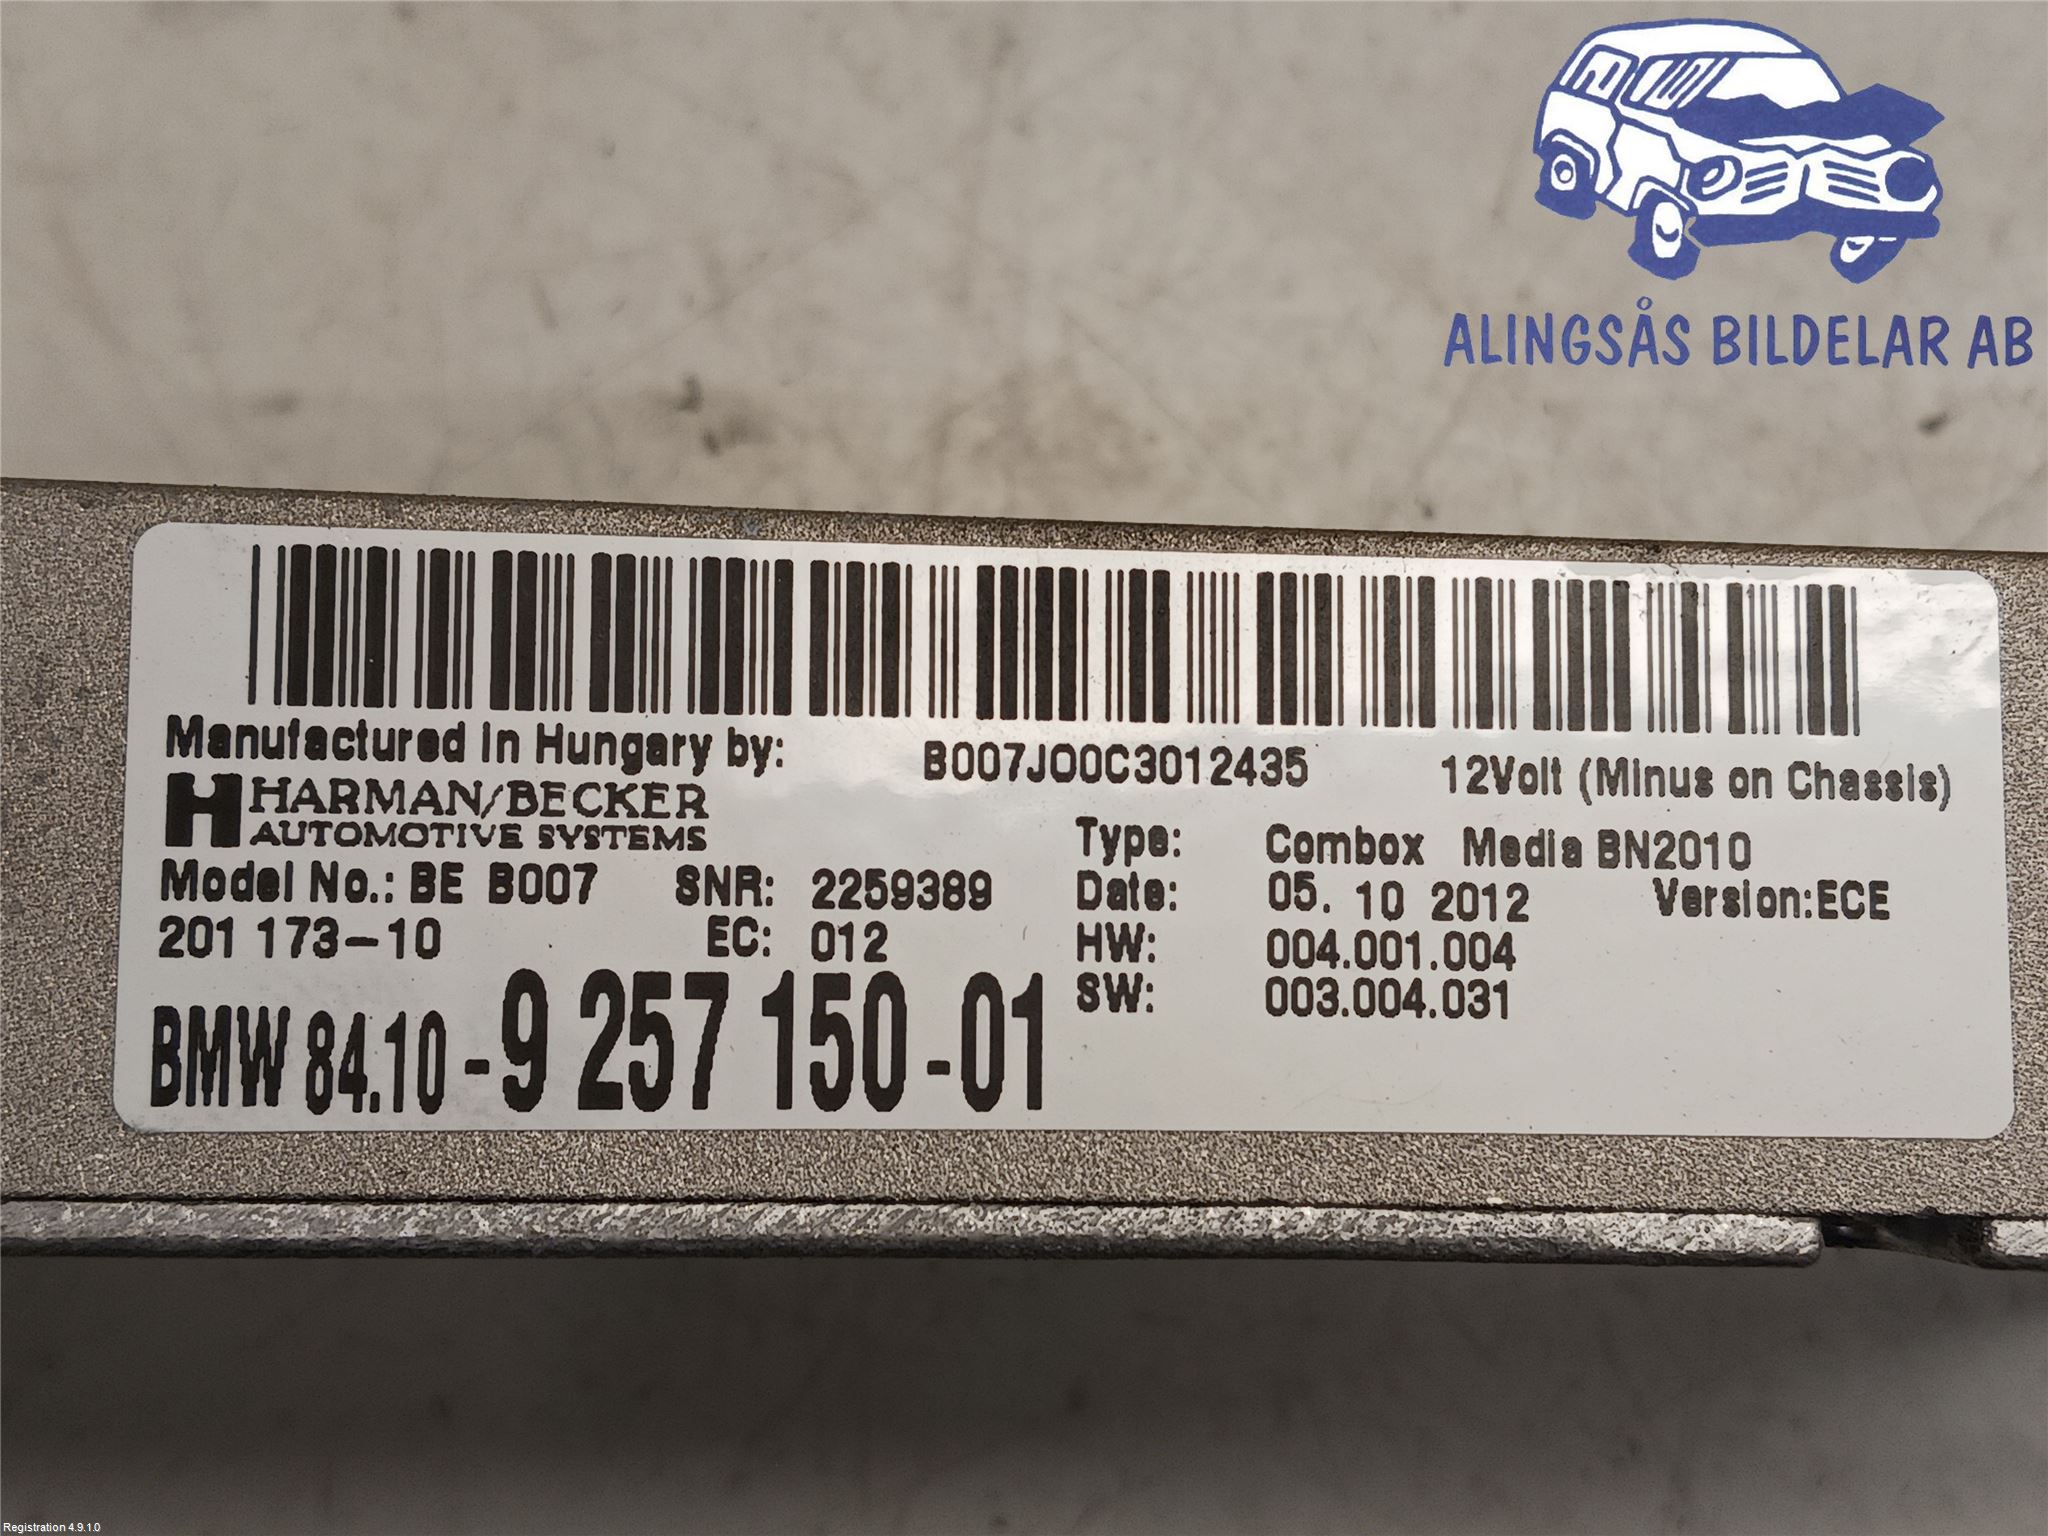 ALINGSÅS BILDELAR AB
Manufactured in Hungary by:
B007JO0C3012435
12Volt (Minus on Chassis)
HARMAN/BECKER
AUTOMOTIVE SYSTEMS
Type: Combox Media BN2010
Model No.: BE B007 SNR: 2259389
Date: 05. 10 2012 Version:ECE
201 173-10 EC: 012
HW: 004.001.004
SW: 003.004.031
BMW 84.10-9 257 150-01
Registration 4.9.1.0